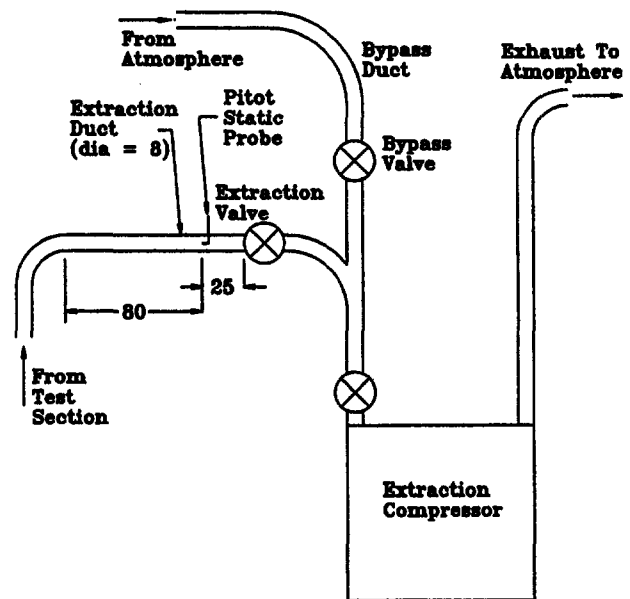 From
Atmosphere
Bypass
Duct
Exhaust To
Atmosphere
Extraction
Duct
(dia = 8)
Pitot
Static
Probe
Bypass
Valve
Extraction
Valve
25
80
From
Test
Section
Extraction
Compressor